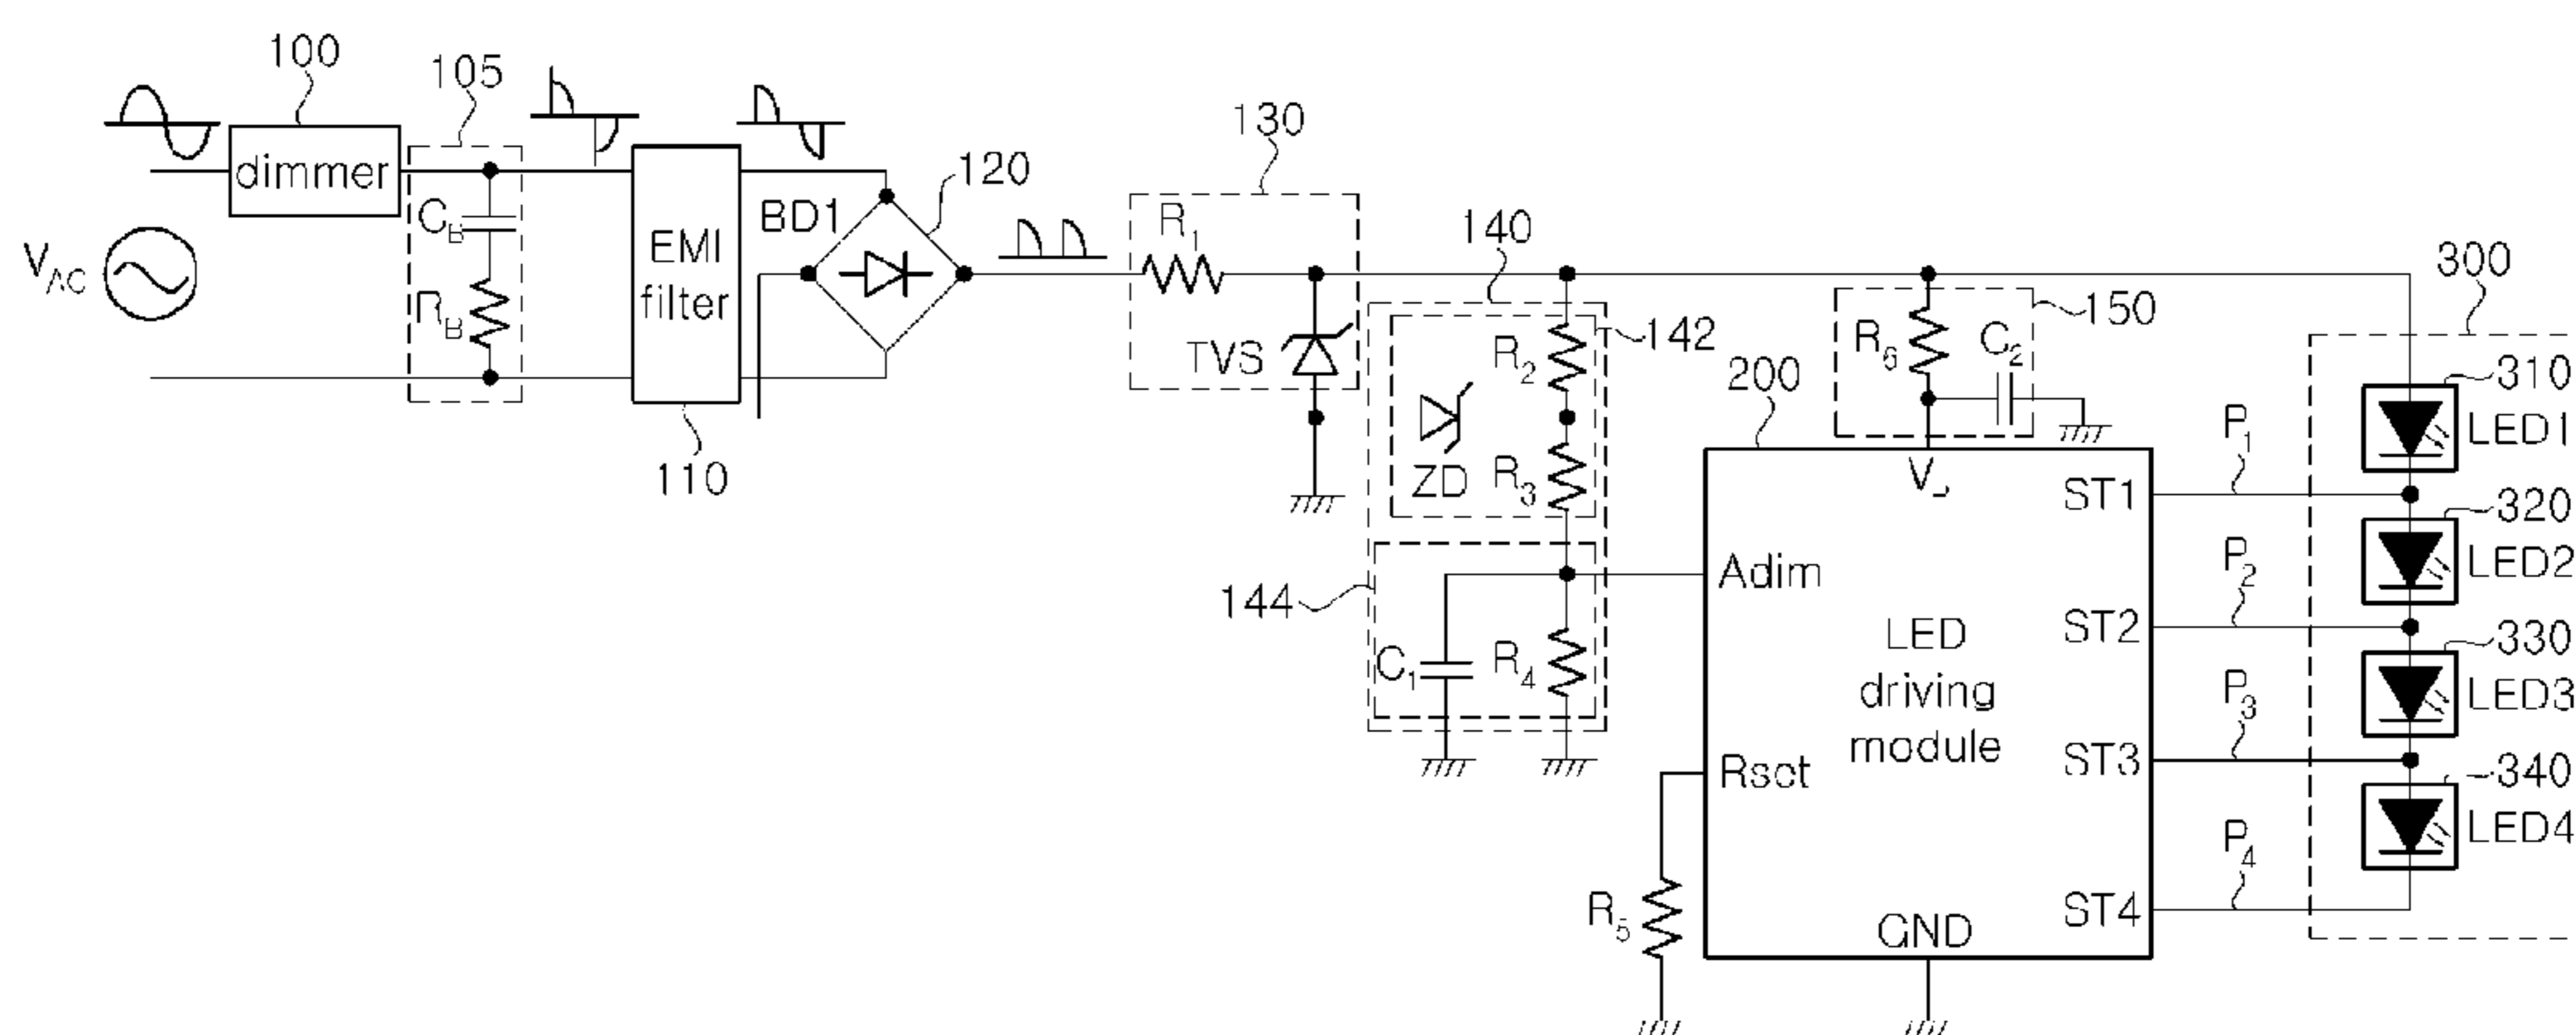 100
105
dimmer
V_AC
C_B
R_B
EMI
filter
110
BD1
120
130
R_1
TVS
140
142
R_2
ZD
R_3
144
C_1
R_4
150
R_6
C_2
200
V_
Adim
LED
driving
module
Rsct
R_5
GND
ST1
ST2
ST3
ST4
P_1
P_2
P_3
P_4
300
310
LED1
320
LED2
330
LED3
340
LED4